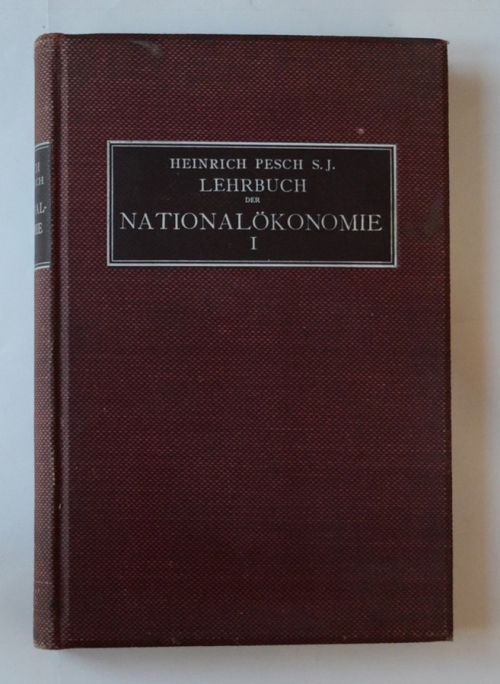 HEINRICH PESCH S. J.
LEHRBUCH
DER
NATIONALÖKONOMIE
I